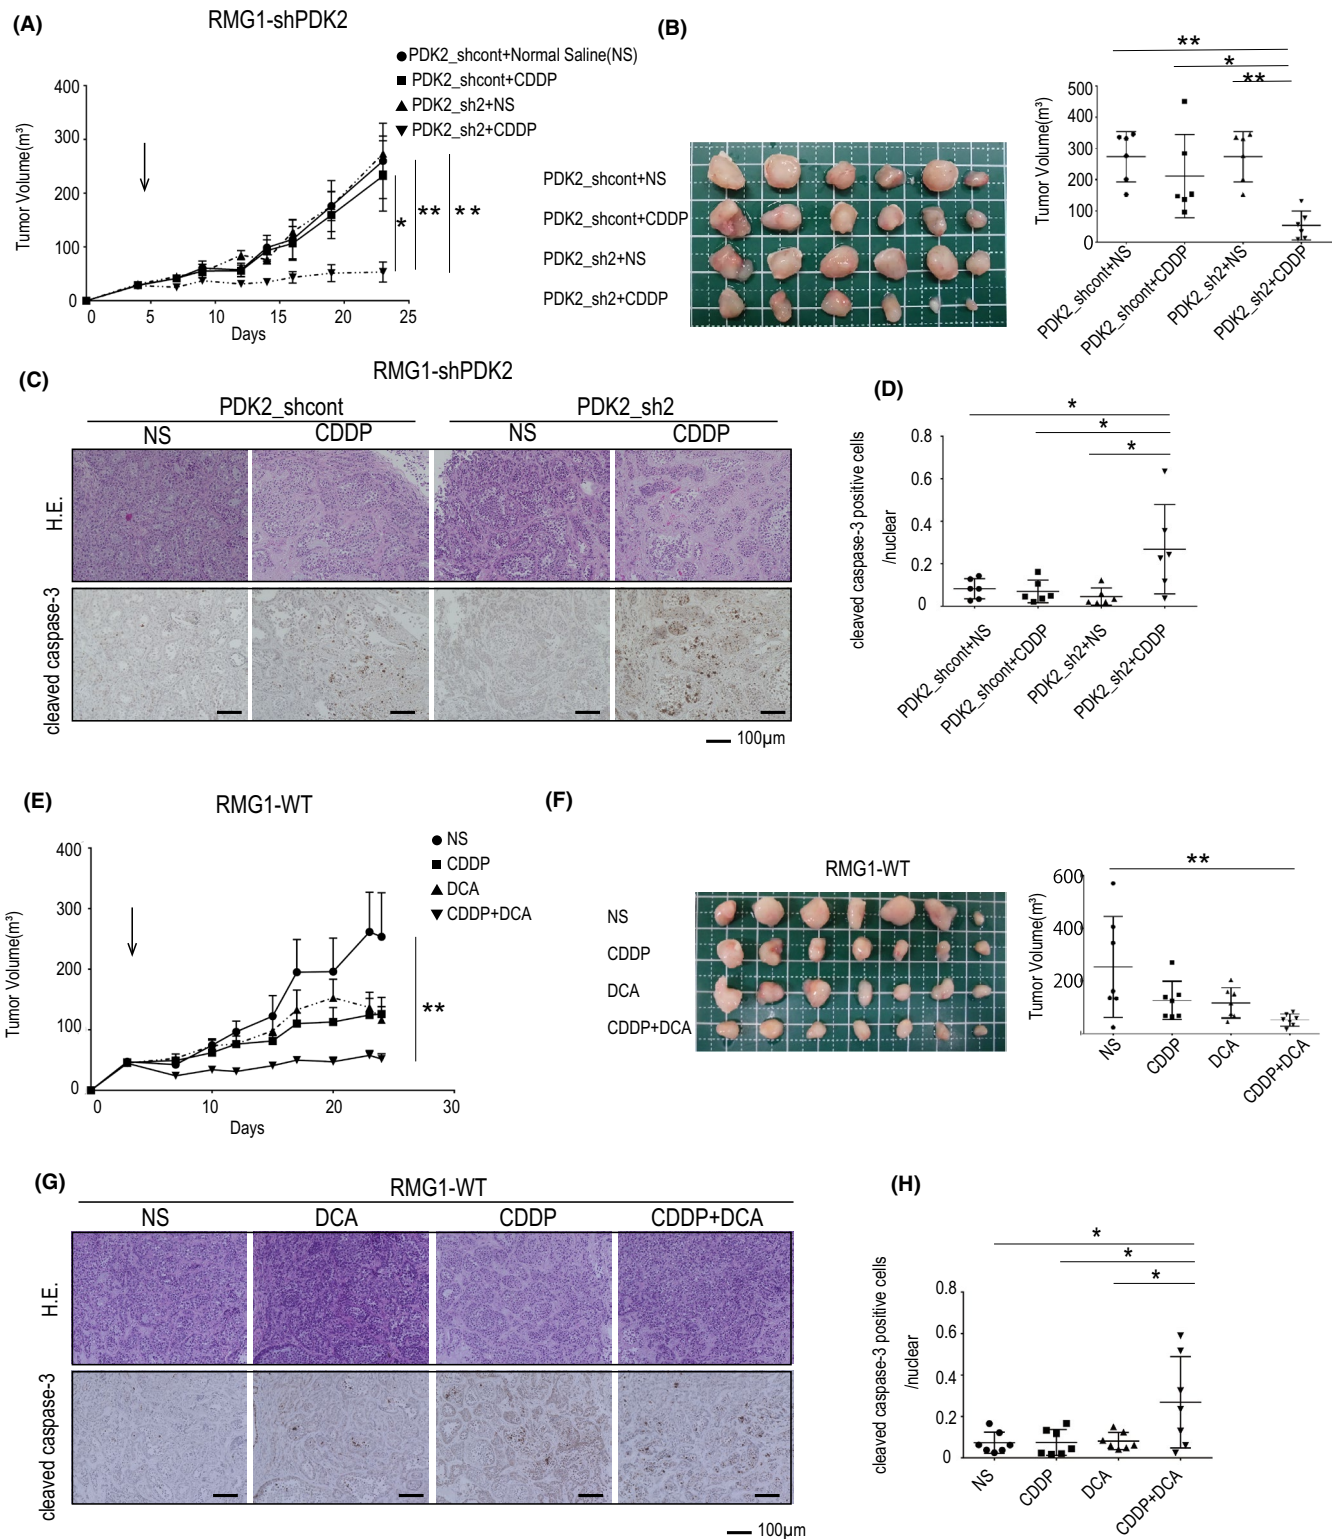 (A)
RMG1-shPDK2
PDK2_shcont+Normal Saline(NS)
PDK2_shcont+CDDP
PDK2_sh2+NS
PDK2_sh2+CDDP
Tumor Volume(m³)
400
300
200
100
0
0 5 10 15 20 25
Days
*
**
**
(B)
PDK2_shcont+NS
PDK2_shcont+CDDP
PDK2_sh2+NS
PDK2_sh2+CDDP
**
*
**
Tumor Volume(m³)
500
400
300
200
100
0
PDK2_shcont+NS
PDK2_shcont+CDDP
PDK2_sh2+NS
PDK2_sh2+CDDP
(C)
RMG1-shPDK2
PDK2_shcont PDK2_sh2
NS CDDP NS CDDP
H.E.
cleaved caspase-3
100µm
(D)
*
*
*
cleaved caspase-3 positive cells
/nuclear
0.8
0.6
0.4
0.2
0
PDK2_shcont+NS
PDK2_shcont+CDDP
PDK2_sh2+NS
PDK2_sh2+CDDP
(E)
RMG1-WT
NS
CDDP
DCA
CDDP+DCA
Tumor Volume(m³)
400
300
200
100
0
0 10 20 30
Days
**
(F)
RMG1-WT
NS
CDDP
DCA
CDDP+DCA
**
Tumor Volume(m³)
600
400
200
NS
CDDP
DCA
CDDP+DCA
(G)
RMG1-WT
NS DCA CDDP CDDP+DCA
H.E.
cleaved caspase-3
100µm
(H)
*
*
*
cleaved caspase-3 positive cells
/nuclear
0.8
0.6
0.4
0.2
0
NS
CDDP
DCA
CDDP+DCA